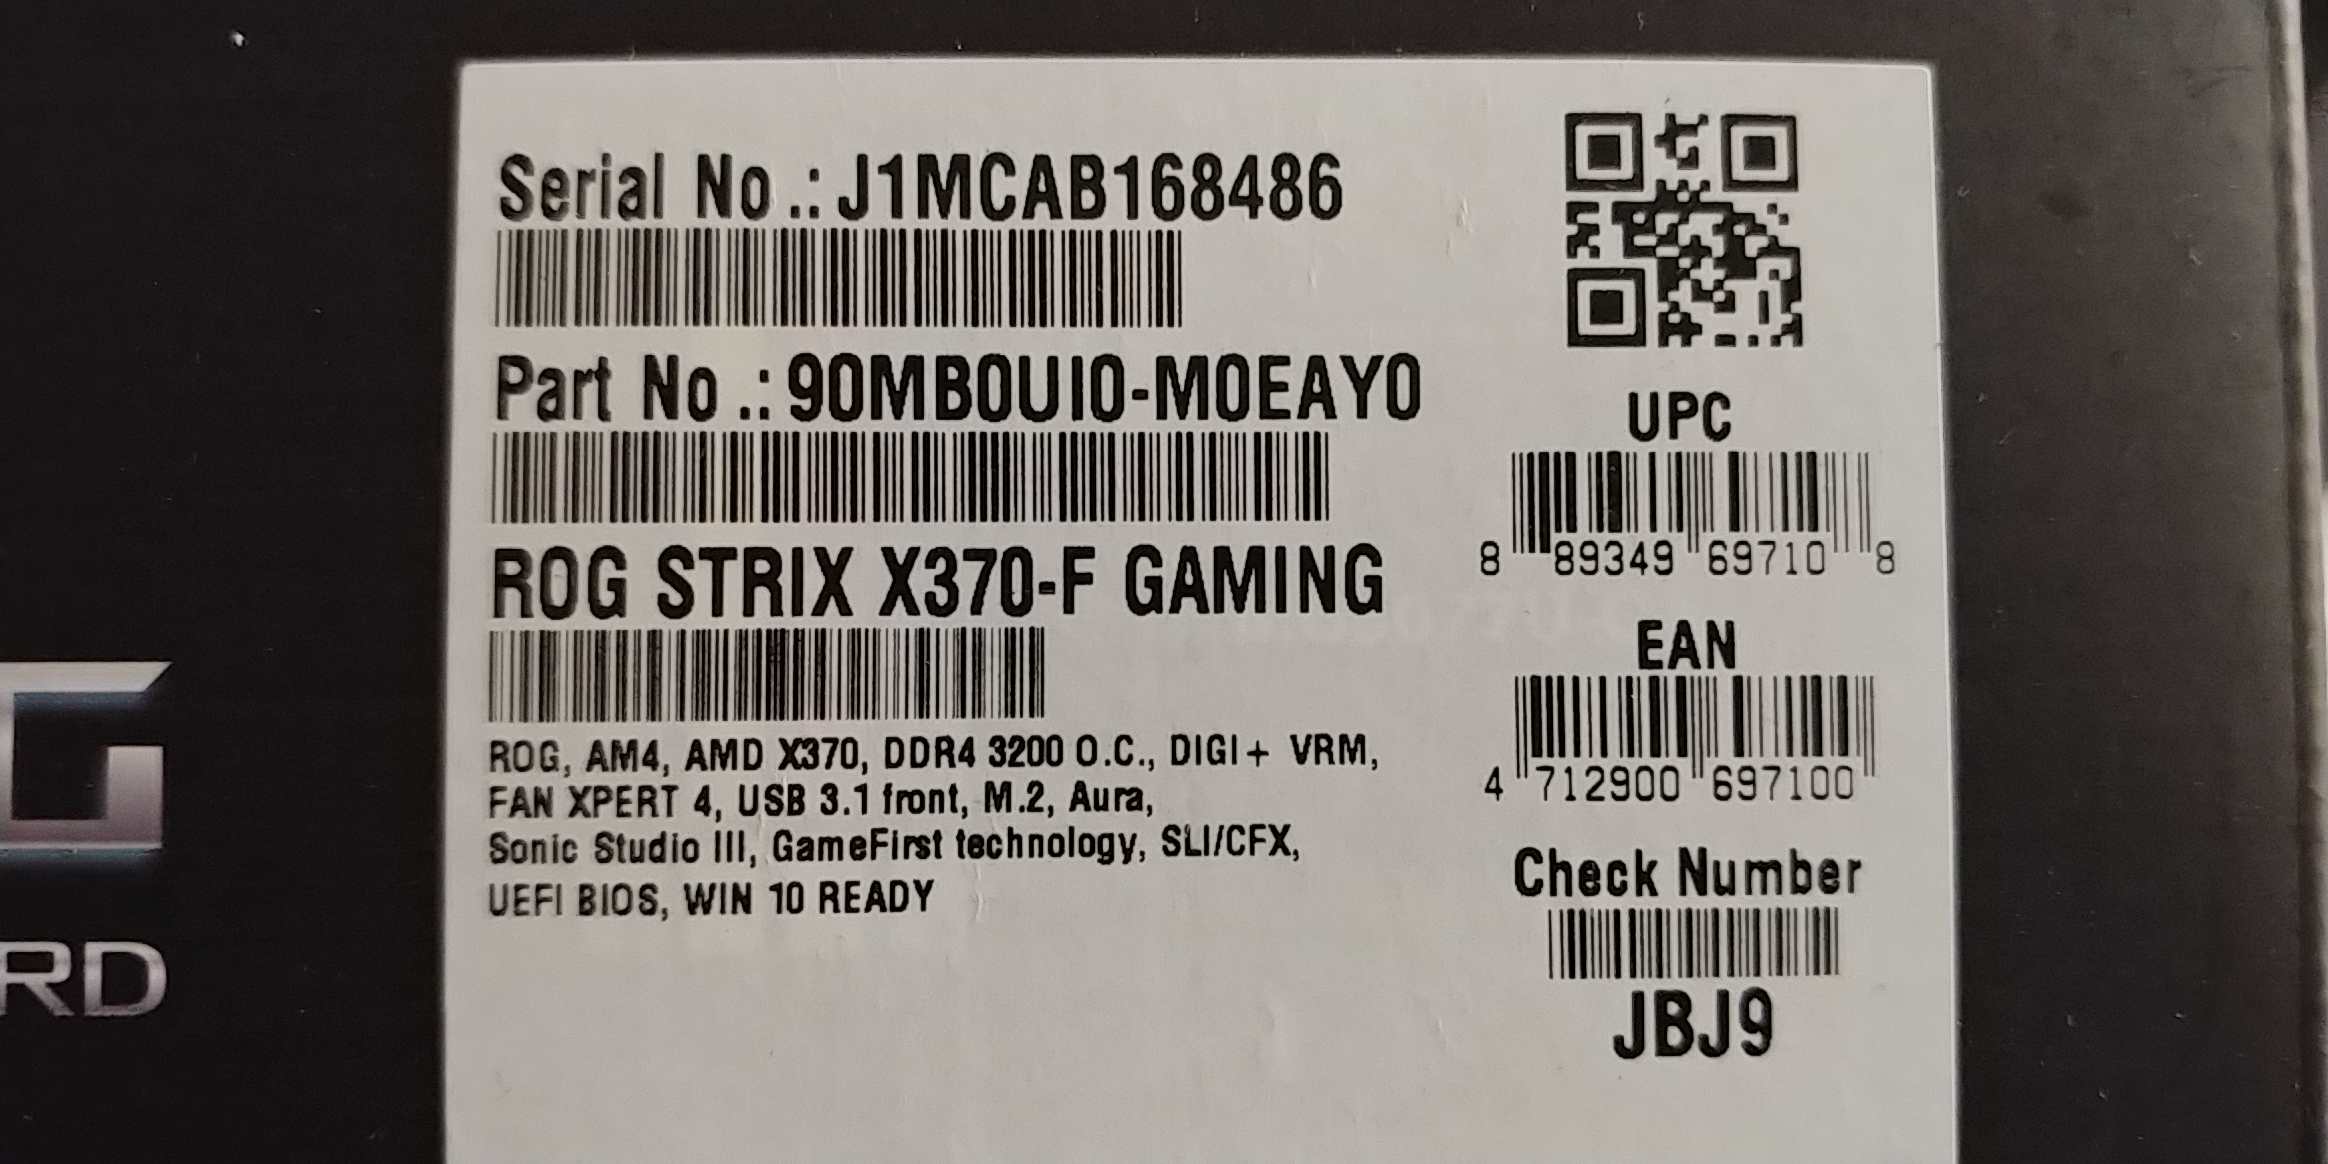 Serial No.: J1MCAB168486
Part No.: 90MB0UI0-M0EAY0
ROG STRIX X370-F GAMING
ROG, AM4, AMD X370, DDR4 3200 O.C., DIGI+ VRM,
FAN XPERT 4, USB 3.1 front, M.2, Aura,
Sonic Studio III, GameFirst technology, SLI/CFX,
UEFI BIOS, WIN 10 READY
UPC
8 89349 69710 8
EAN
4 712900 697100
Check Number
JBJ9
G
RD